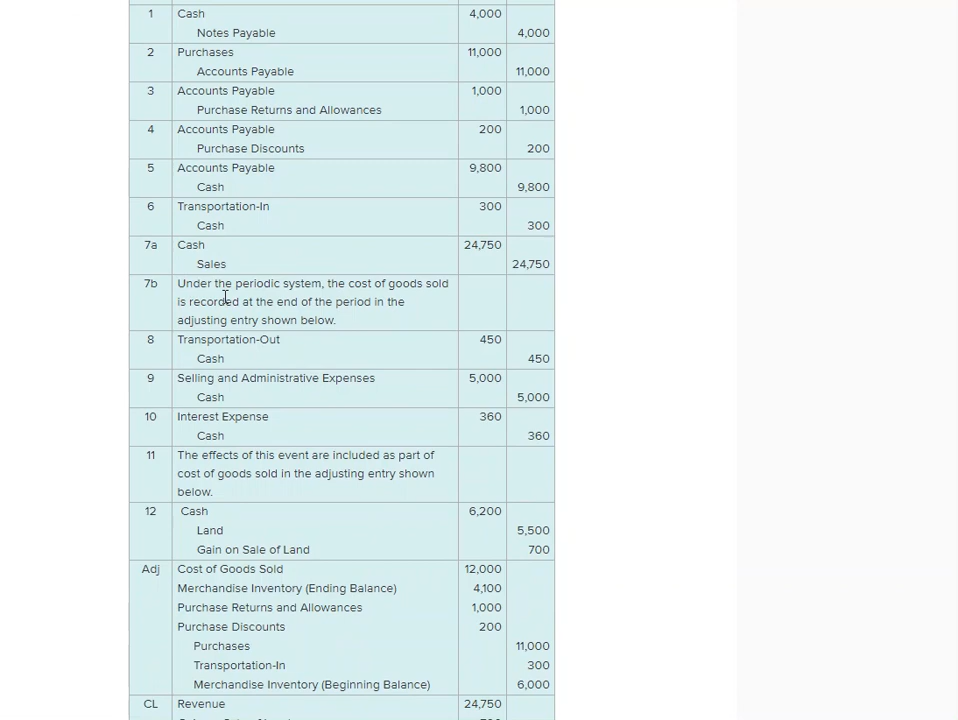 1 Cash 4,000
Notes Payable 4,000
2 Purchases 11,000
Accounts Payable 11,000
3 Accounts Payable 1,000
Purchase Returns and Allowances 1,000
4 Accounts Payable 200
Purchase Discounts 200
5 Accounts Payable 9,800
Cash 9,800
6 Transportation-In 300
Cash 300
7a Cash 24,750
Sales 24,750
7b Under the periodic system, the cost of goods sold
is recorded at the end of the period in the
adjusting entry shown below.
8 Transportation-Out 450
Cash 450
9 Selling and Administrative Expenses 5,000
Cash 5,000
10 Interest Expense 360
Cash 360
11 The effects of this event are included as part of
cost of goods sold in the adjusting entry shown
below.
12 Cash 6,200
Land 5,500
Gain on Sale of Land 700
Adj Cost of Goods Sold 12,000
Merchandise Inventory (Ending Balance) 4,100
Purchase Returns and Allowances 1,000
Purchase Discounts 200
Purchases 11,000
Transportation-In 300
Merchandise Inventory (Beginning Balance) 6,000
CL Revenue 24,750